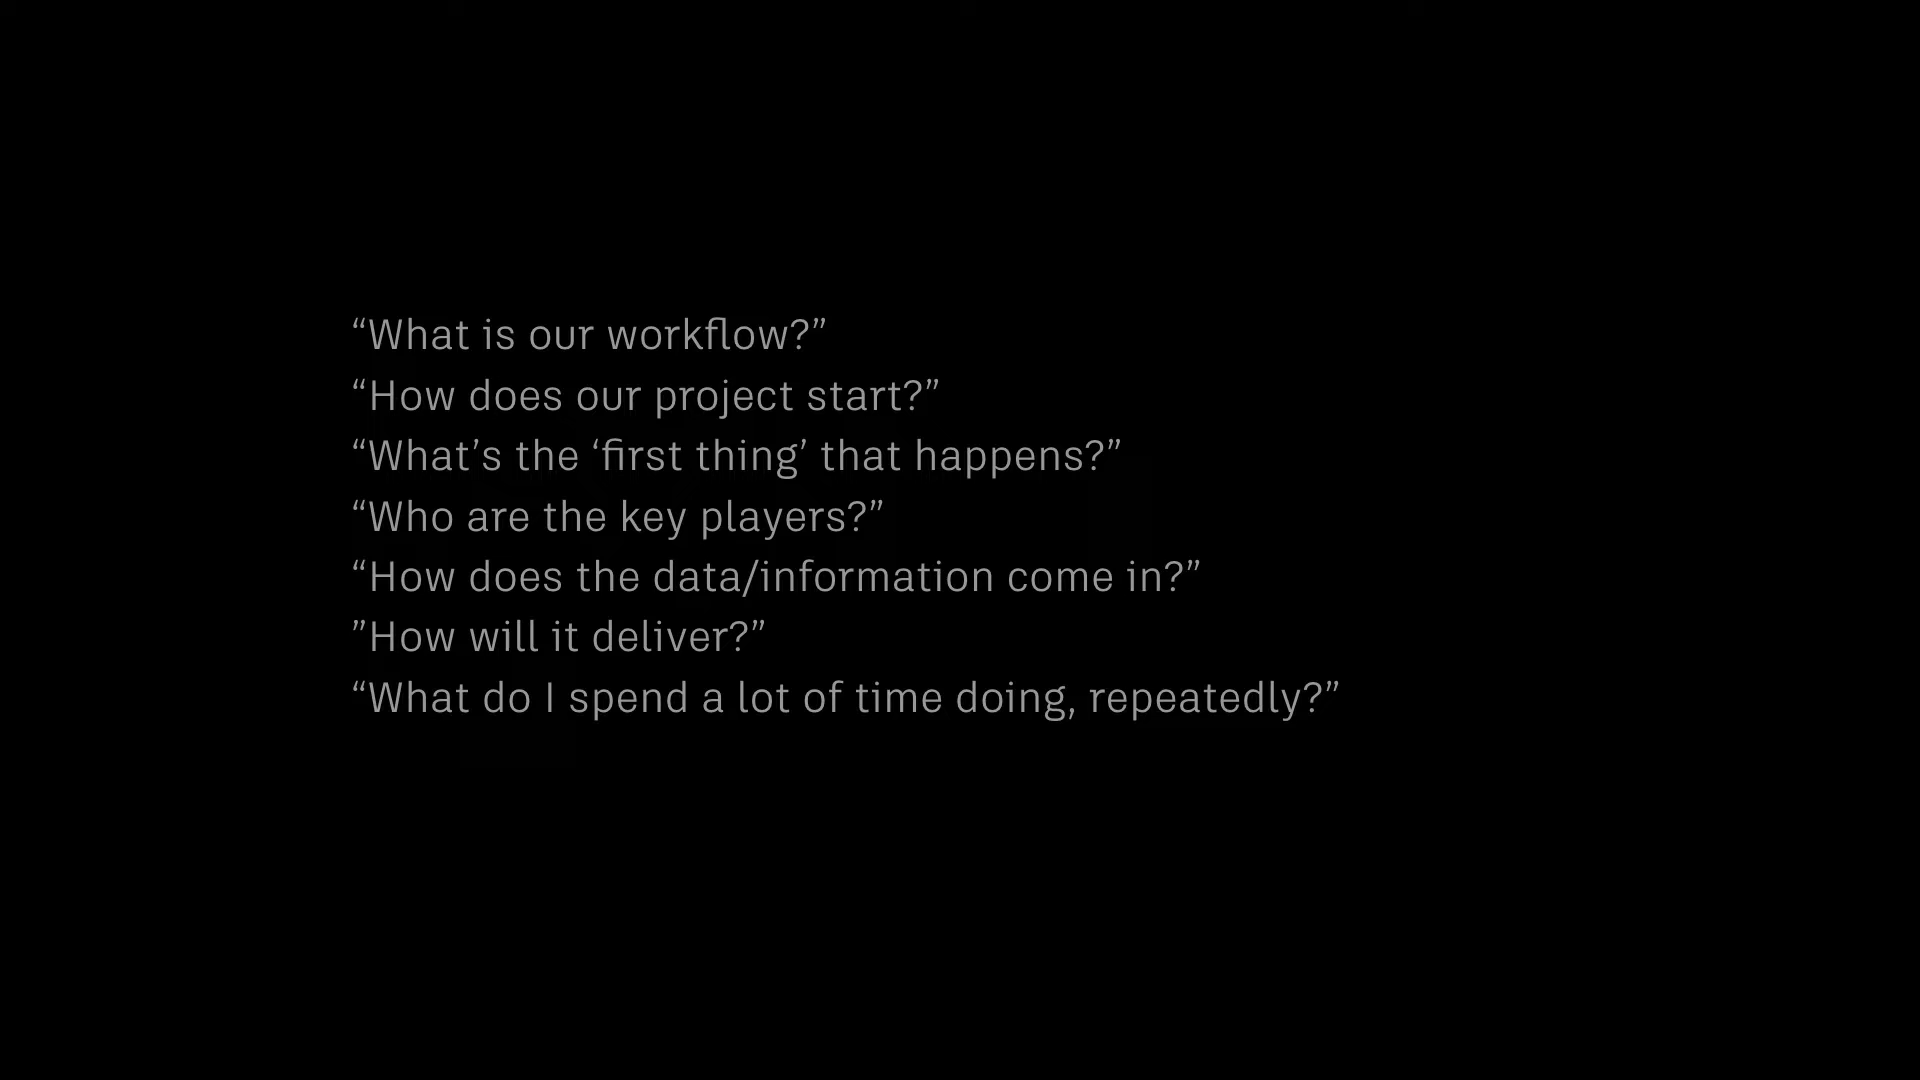 “What is our workflow?”
“How does our project start?”
“What’s the ‘first thing’ that happens?”
“Who are the key players?”
“How does the data/information come in?”
”How will it deliver?”
“What do I spend a lot of time doing, repeatedly?”